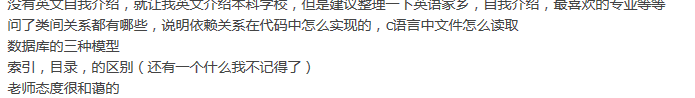 没有英文自我介绍，就让我英文介绍本科学校，但是建议整理一下英语家乡，自我介绍，最喜欢的专业等等
问了类间关系都有哪些，说明依赖关系在代码中怎么实现的，c语言中文件怎么读取
数据库的三种模型
索引，目录，的区别（还有一个什么我不记得了）
老师态度很和蔼的